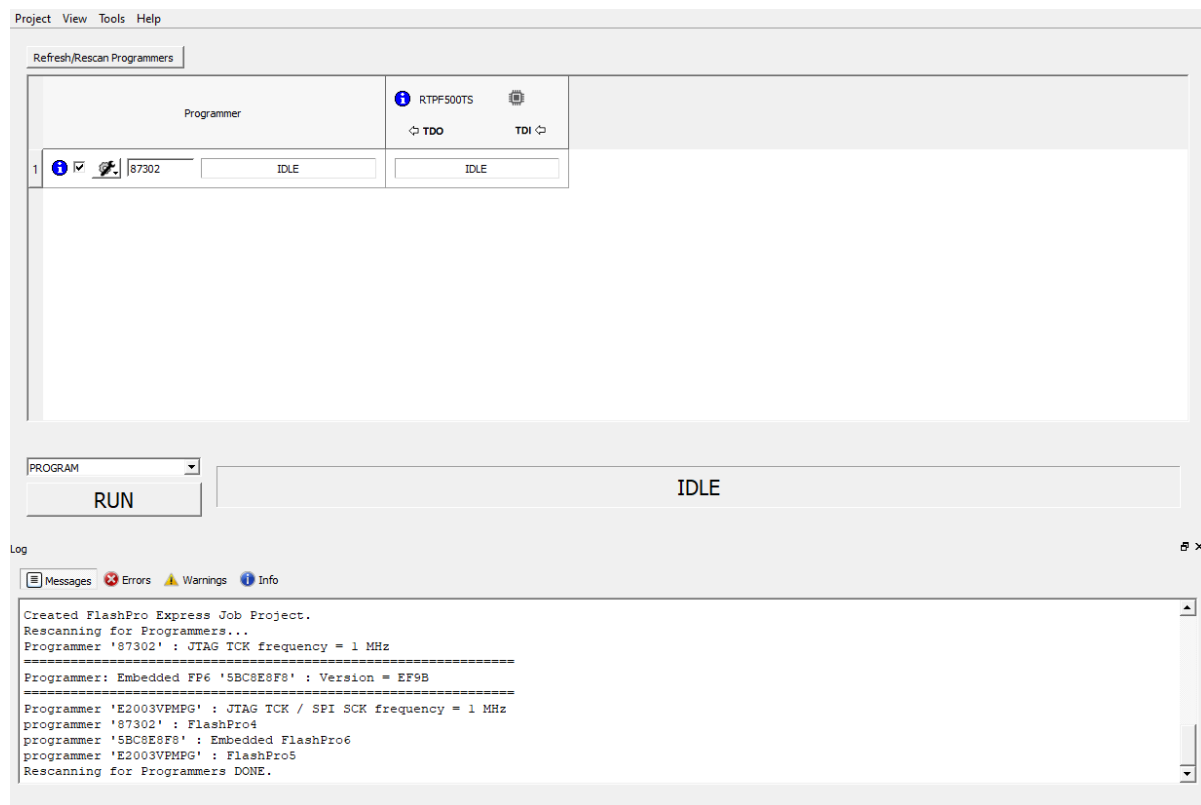 Project View Tools Help
Refresh/Rescan Programmers
Programmer
RTPF500TS
TDO TDI
1 87302 IDLE IDLE
PROGRAM
RUN
IDLE
Log
Messages Errors Warnings Info
Created FlashPro Express Job Project.
Rescanning for Programmers...
Programmer '87302' : JTAG TCK frequency = 1 MHz
===============================================================
Programmer: Embedded FP6 '5BC8E8F8' : Version = EF9B
===============================================================
Programmer 'E2003VPMPG' : JTAG TCK / SPI SCK frequency = 1 MHz
programmer '87302' : FlashPro4
programmer '5BC8E8F8' : Embedded FlashPro6
programmer 'E2003VPMPG' : FlashPro5
Rescanning for Programmers DONE.